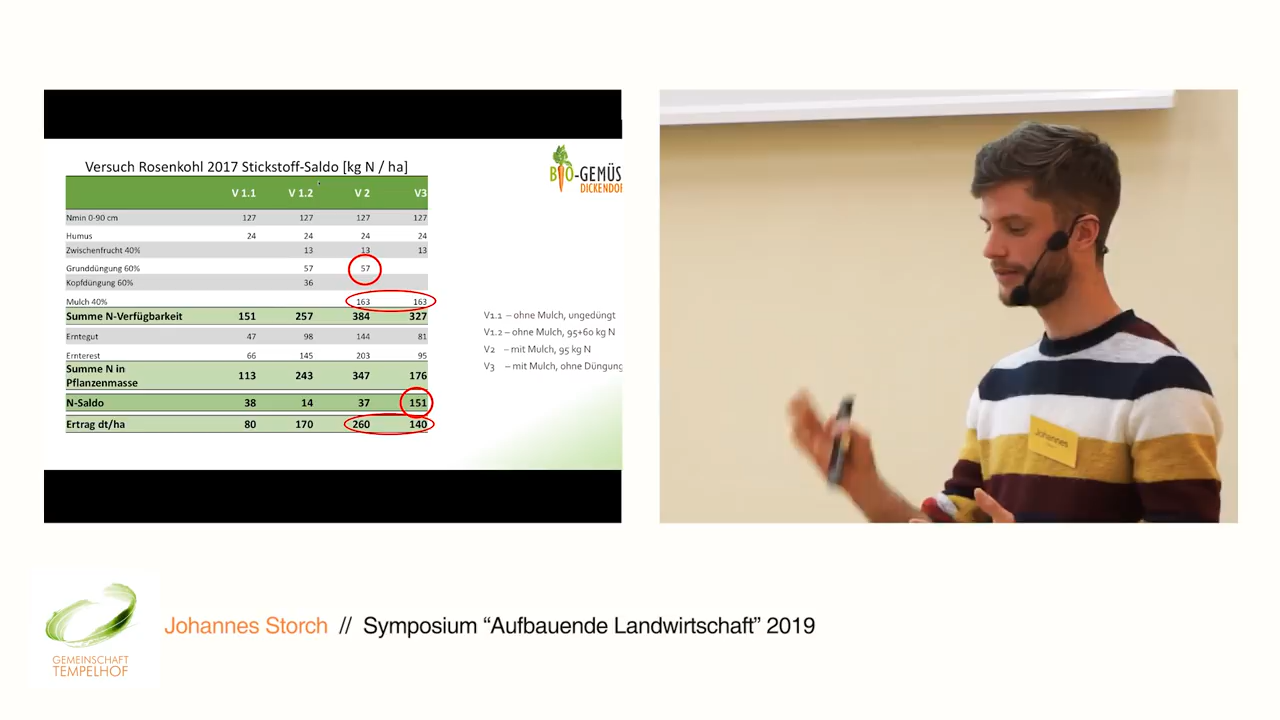 Versuch Rosenkohl 2017 Stickstoff-Saldo [kg N / ha]
V 1.1 V 1.2 V 2 V3
Nmin 0-90 cm 127 127 127 127
Humus 24 24 24 24
Zwischenfrucht 40% 13 13 13
Grunddüngung 60% 57 57
Kopfdüngung 60% 36
Mulch 40% 163 163
Summe N-Verfügbarkeit 151 257 384 327
Erntegut 47 98 144 81
Ernterest 66 145 203 95
Summe N in
Pflanzenmasse 113 243 347 176
N-Saldo 38 14 37 151
Ertrag dt/ha 80 170 260 140
BIO-GEMÜS
DICKENDOR
V1.1 – ohne Mulch, ungedüngt
V1.2 – ohne Mulch, 95+60 kg N
V2 – mit Mulch, 95 kg N
V3 – mit Mulch, ohne Düngung
Johannes
GEMEINSCHAFT
TEMPELHOF
Johannes Storch // Symposium “Aufbauende Landwirtschaft” 2019